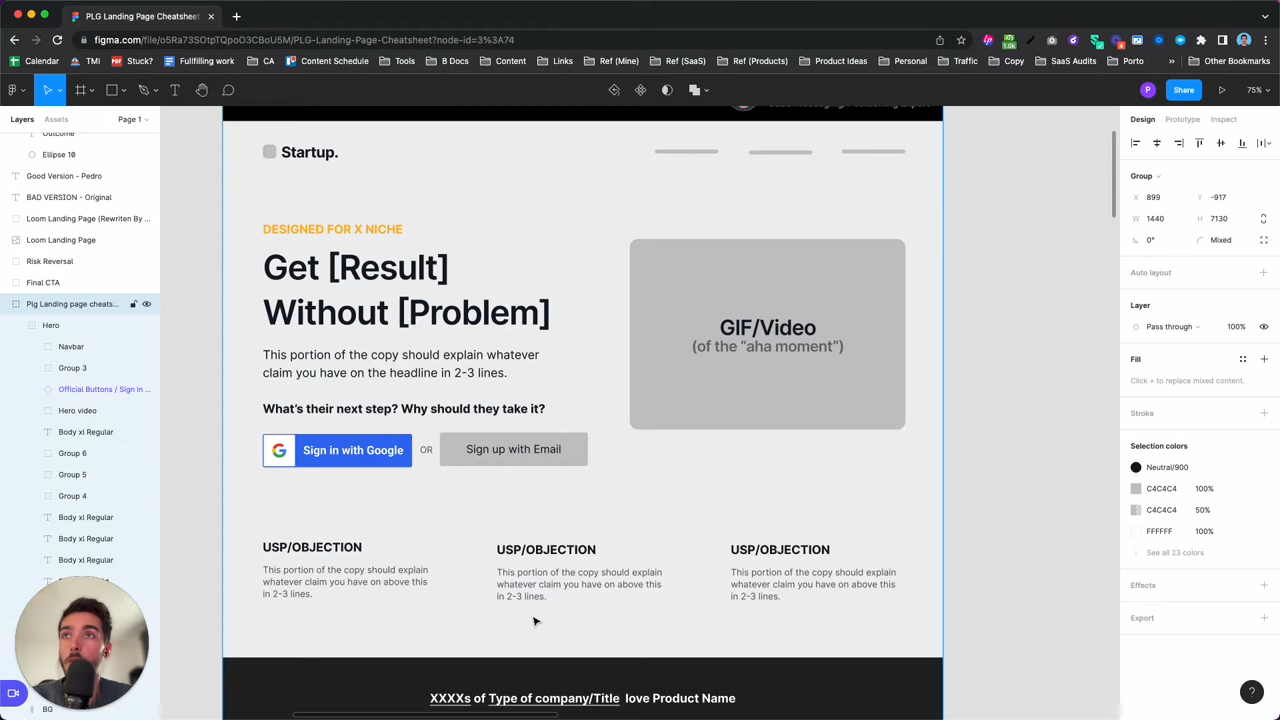 PLG Landing Page Cheatsheet
figma.com/file/o5Ra73SOtpTQpoO3CBoU5M/PLG-Landing-Page-Cheatsheet?node-id=3%3A74
1.0k
4
Calendar
TMI
Stuck?
Fullfilling work
CA
Content Schedule
Tools
B Docs
Content
Links
Ref (Mine)
Ref (SaaS)
Product Ideas
Personal
Traffic
Copy
SaaS Audits
»
Other Bookmarks
P
Share
75%
Layers
Assets
Page 1
Outcome
Ellipse 10
Good Version - Pedro
BAD VERSION - Original
Loom Landing Page (Rewriten By ...
Loom Landing Page
Risk Reversal
Final CTA
Plg Landing page cheats...
Hero
Navbar
Group 3
Official Buttons / Sign in ...
Hero video
Body xl Regular
Group 6
Group 5
Group 4
Body xl Regular
Body xl Regular
Body xl Regular
BG
Startup.
DESIGNED FOR X NICHE
Get [Result]
Without [Problem]
This portion of the copy should explain whatever
claim you have on the headline in 2-3 lines.
What's their next step? Why should they take it?
Sign in with Google
OR
Sign up with Email
GIF/Video
(of the “aha moment”)
USP/OBJECTION
This portion of the copy should explain
whatever claim you have on above this
in 2-3 lines.
USP/OBJECTION
This portion of the copy should explain
whatever claim you have on above this
in 2-3 lines.
USP/OBJECTION
This portion of the copy should explain
whatever claim you have on above this
in 2-3 lines.
XXXXs of Type of company/Title love Product Name
Design
Prototype
Inspect
Group
X 899
Y -917
W 1440
H 7130
0°
Mixed
Auto layout
Layer
Pass through
100%
Fill
Click + to replace mixed content.
Stroke
Selection colors
Neutral/900
C4C4C4 100%
C4C4C4 50%
FFFFFF 100%
See all 23 colors
Effects
Export
?